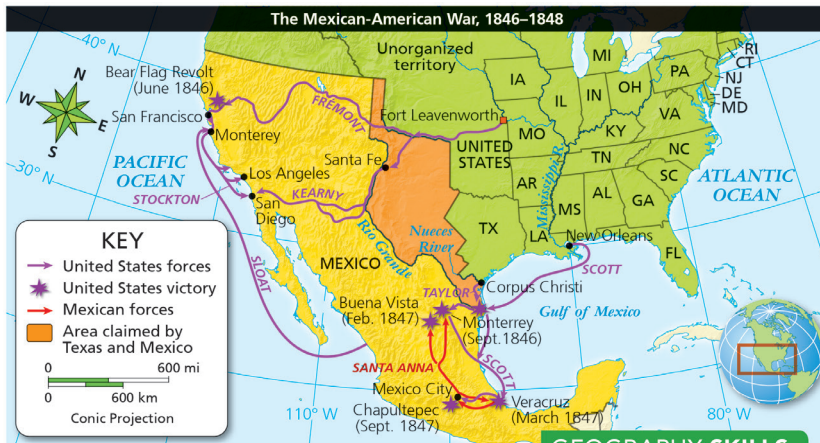 The Mexican-American War, 1846–1848
40° N
30° N
N
E
S
W
Bear Flag Revolt
(June 1846)
San Francisco
Monterey
PACIFIC
OCEAN
Los Angeles
STOCKTON
San
Diego
FRÉMONT
KEARNY
Santa Fe
Fort Leavenworth
Unorganized
territory
UNITED
STATES
IA
MO
AR
LA
TX
MI
IL
IN
OH
KY
TN
MS
AL
GA
FL
SC
NC
VA
PA
RI
CT
NJ
DE
MD
ATLANTIC
OCEAN
Mississippi R.
New Orleans
SCOTT
Nueces
River
Rio Grande
MEXICO
SLOAT
TAYLOR
Corpus Christi
Gulf of Mexico
Buena Vista
(Feb. 1847)
Monterrey
(Sept.1846)
SCOTT
SANTA ANNA
Mexico City
Chapultepec
(Sept. 1847)
Veracruz
(March 1847)
110° W
80° W
KEY
United States forces
United States victory
Mexican forces
Area claimed by
Texas and Mexico
0 600 mi
0 600 km
Conic Projection